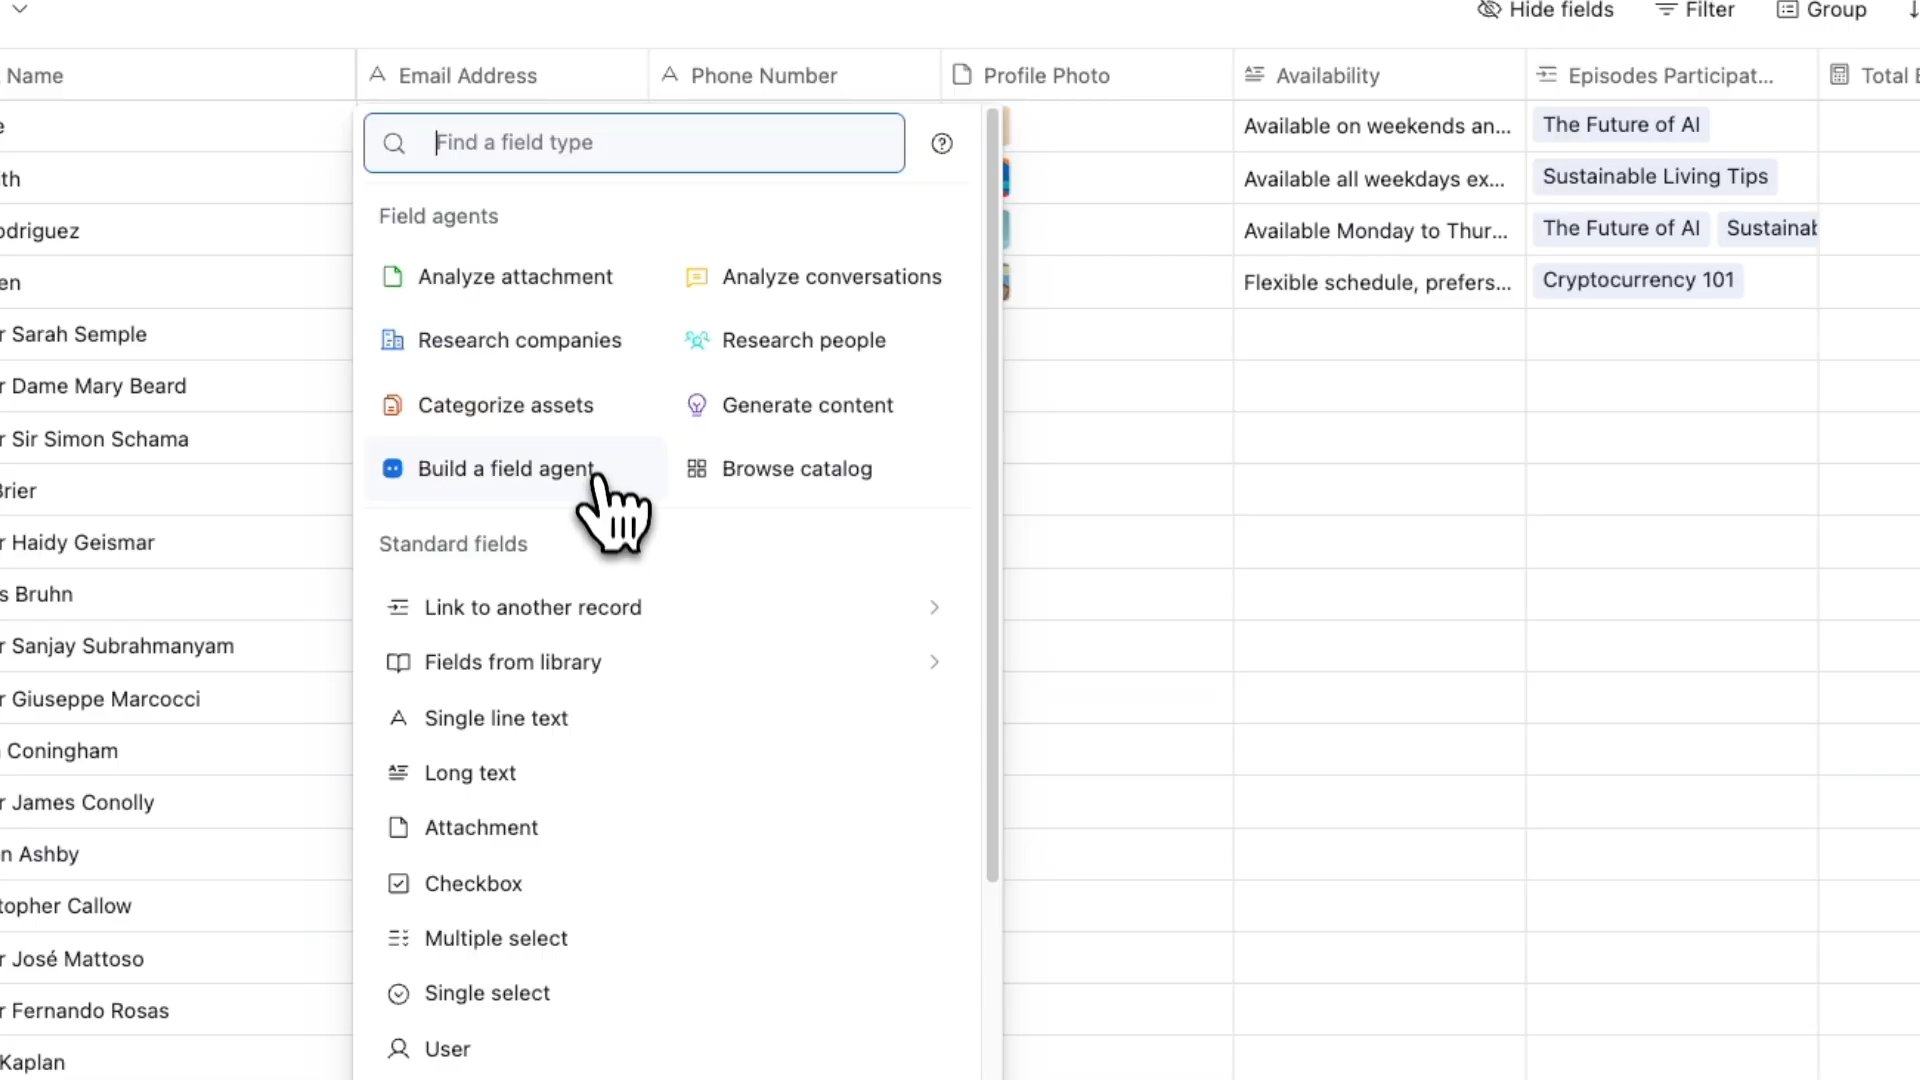 Hide fields
Filter
Group
Name
Email Address
Phone Number
Profile Photo
Availability
Episodes Participat...
Total E
Find a field type
Field agents
Analyze attachment
Analyze conversations
Research companies
Research people
Categorize assets
Generate content
Build a field agent
Browse catalog
Standard fields
Link to another record
Fields from library
Single line text
Long text
Attachment
Checkbox
Multiple select
Single select
User
e
th
odriguez
en
r Sarah Semple
r Dame Mary Beard
r Sir Simon Schama
Brier
r Haidy Geismar
s Bruhn
r Sanjay Subrahmanyam
r Giuseppe Marcocci
Coningham
r James Conolly
n Ashby
topher Callow
r José Mattoso
r Fernando Rosas
Kaplan
Available on weekends an...
The Future of AI
Available all weekdays ex...
Sustainable Living Tips
Available Monday to Thur...
The Future of AI
Sustainab
Flexible schedule, prefers...
Cryptocurrency 101